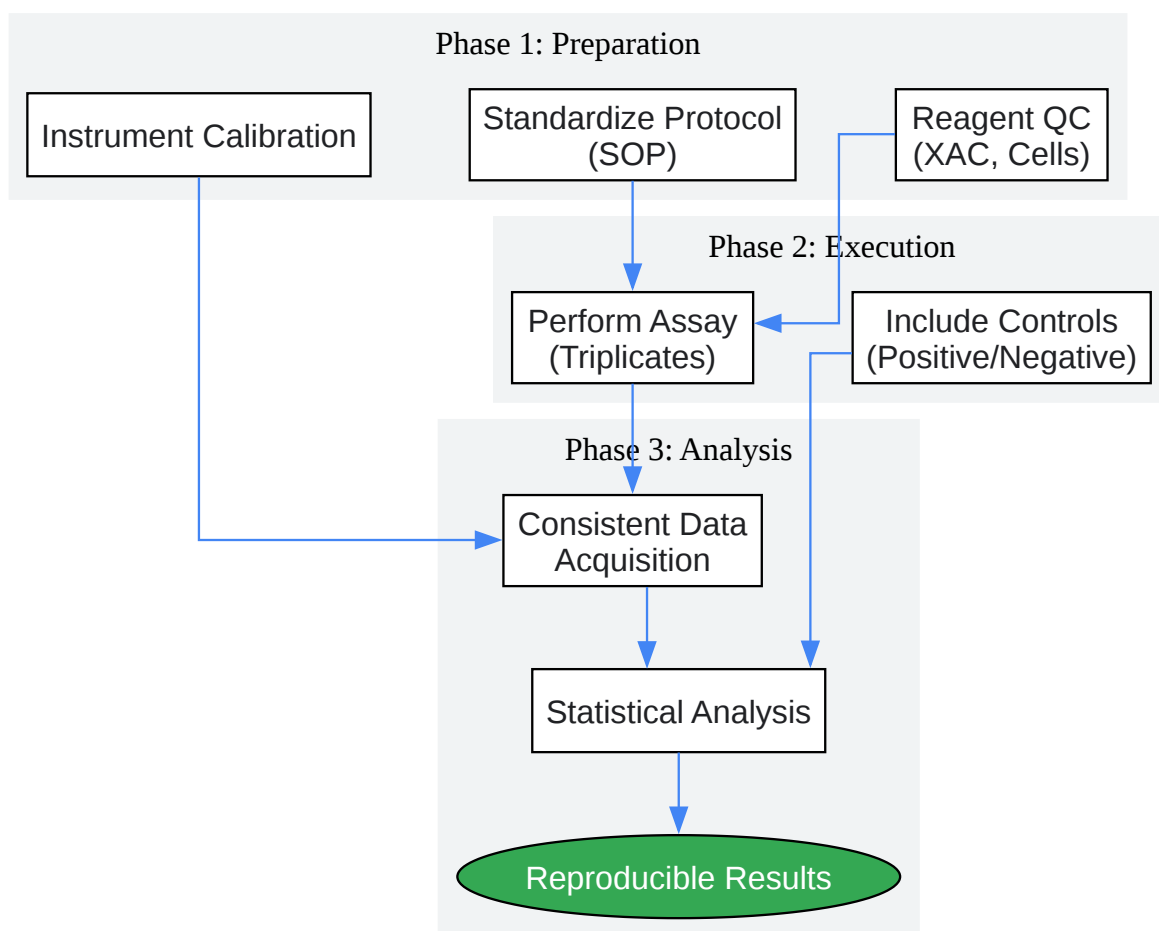 Phase 1: Preparation
Instrument Calibration
Standardize Protocol
(SOP)
Reagent QC
(XAC, Cells)
Phase 2: Execution
Perform Assay
(Triplicates)
Include Controls
(Positive/Negative)
Phase 3: Analysis
Consistent Data
Acquisition
Statistical Analysis
Reproducible Results